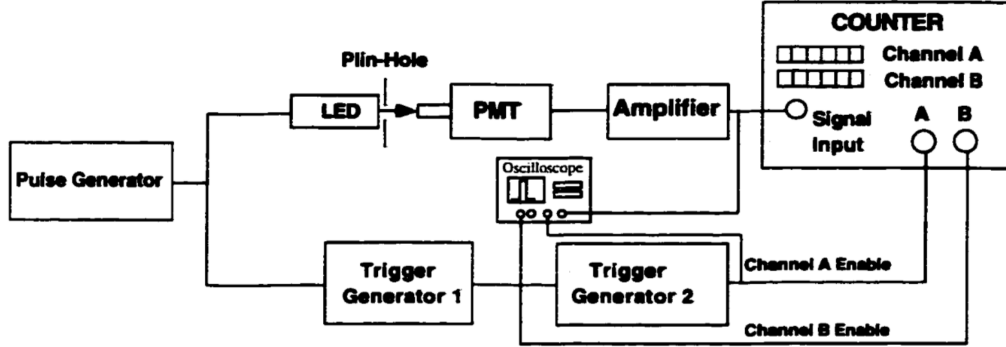 COUNTER
Channel A
Channel B
Plin-Hole
LED
PMT
Amplifier
Signal
Input
A
B
Pulse Generator
Oscilloscope
Trigger
Generator 1
Trigger
Generator 2
Channel A Enable
Channel B Enable